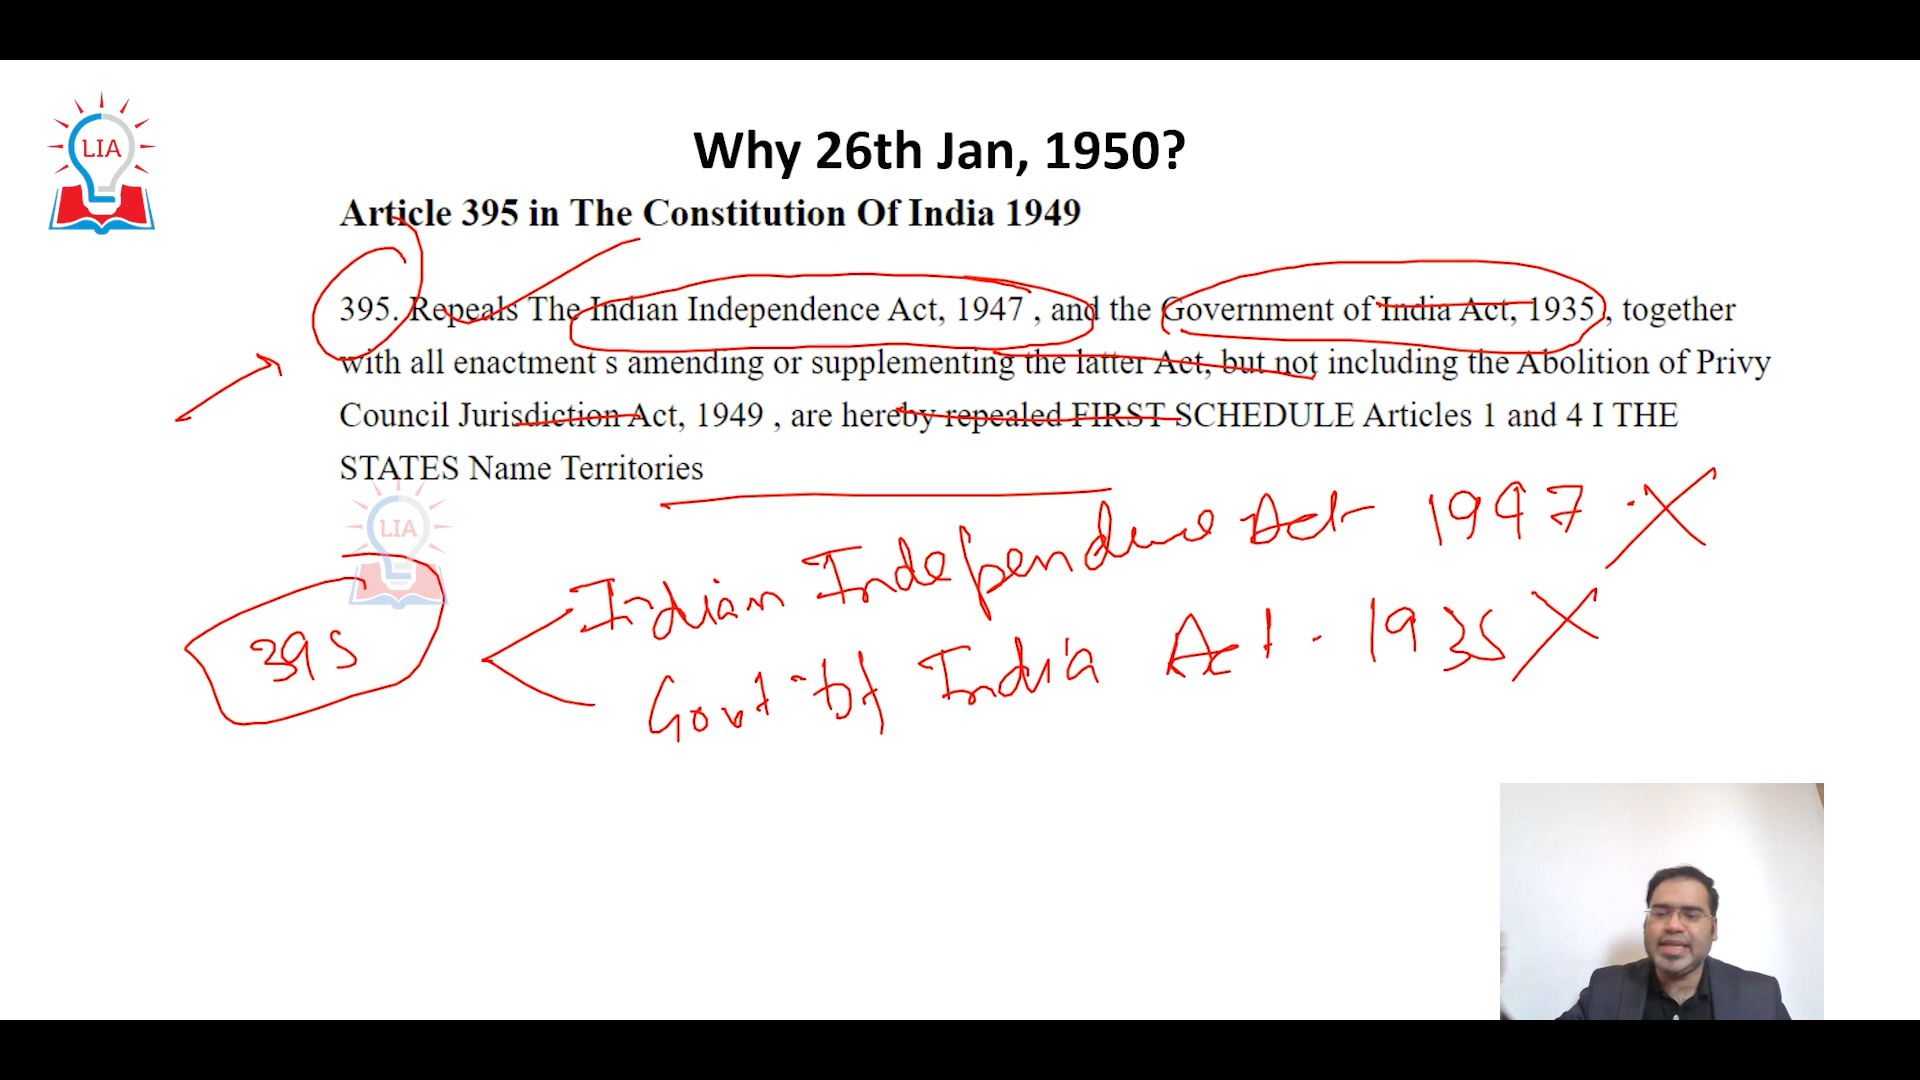 LIA
Why 26th Jan, 1950?
Article 395 in The Constitution Of India 1949
395. Repeals The Indian Independence Act, 1947 , and the Government of India Act, 1935 , together
with all enactment s amending or supplementing the latter Act, but not including the Abolition of Privy
Council Jurisdiction Act, 1949 , are hereby repealed FIRST SCHEDULE Articles 1 and 4 I THE
STATES Name Territories
LIA
Indian Independence Act 1947
395
Govt of India Act - 1935